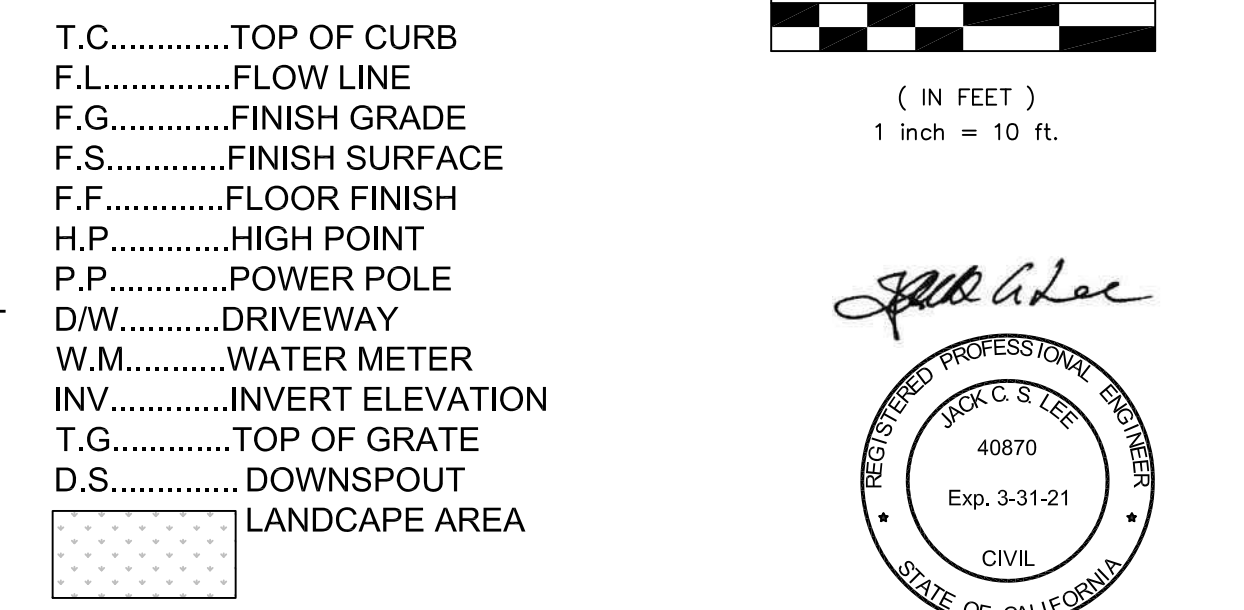 T.C.............TOP OF CURB
F.L..............FLOW LINE
F.G.............FINISH GRADE
F.S.............FINISH SURFACE
F.F.............FLOOR FINISH
H.P.............HIGH POINT
P.P.............POWER POLE
D/W...........DRIVEWAY
W.M...........WATER METER
INV.............INVERT ELEVATION
T.G.............TOP OF GRATE
D.S.............. DOWNSPOUT
LANDCAPE AREA
( IN FEET )
1 inch = 10 ft.
Jack C Lee
REGISTERED PROFESSIONAL ENGINEER
JACK C. S. LEE
40870
Exp. 3-31-21
CIVIL
STATE OF CALIFORNIA